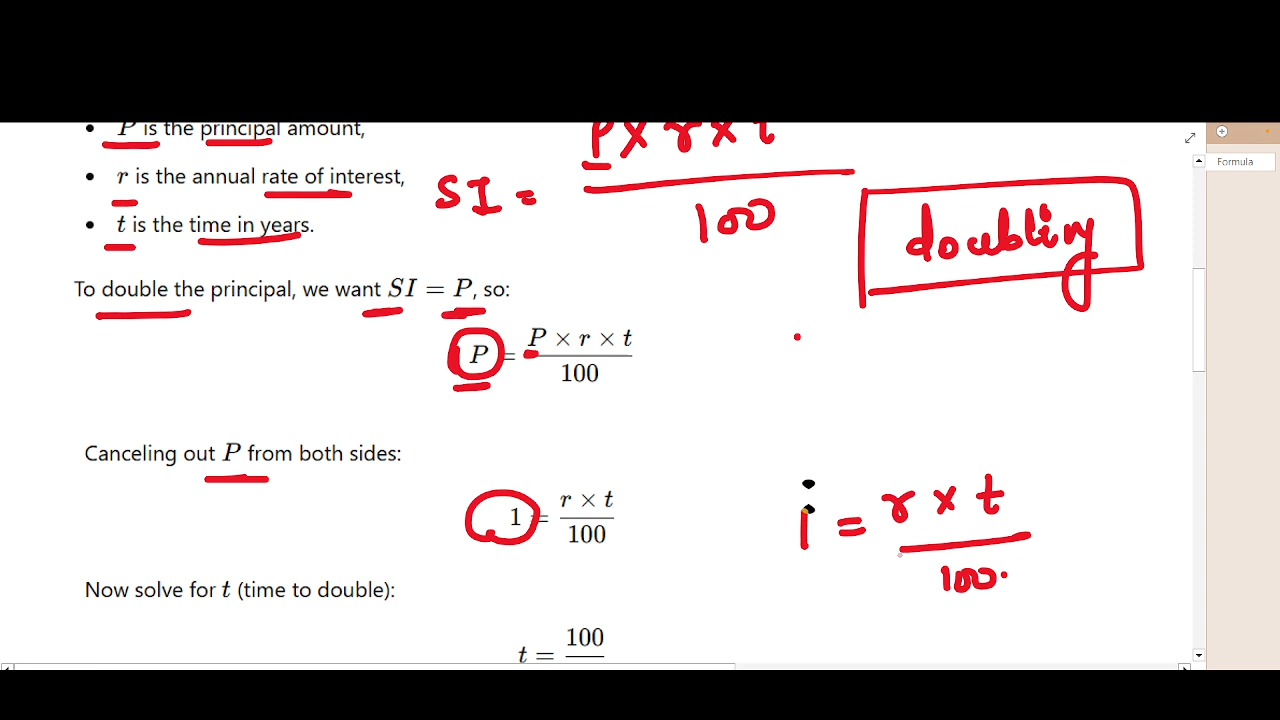 • P is the principal amount,
P × r × t
Formula
• r is the annual rate of interest,
SI =
100
doubling
• t is the time in years.
To double the principal, we want SI = P, so:
P = P × r × t
100
Canceling out P from both sides:
1 = r × t
100
1 = r × t
100
Now solve for t (time to double):
t = 100